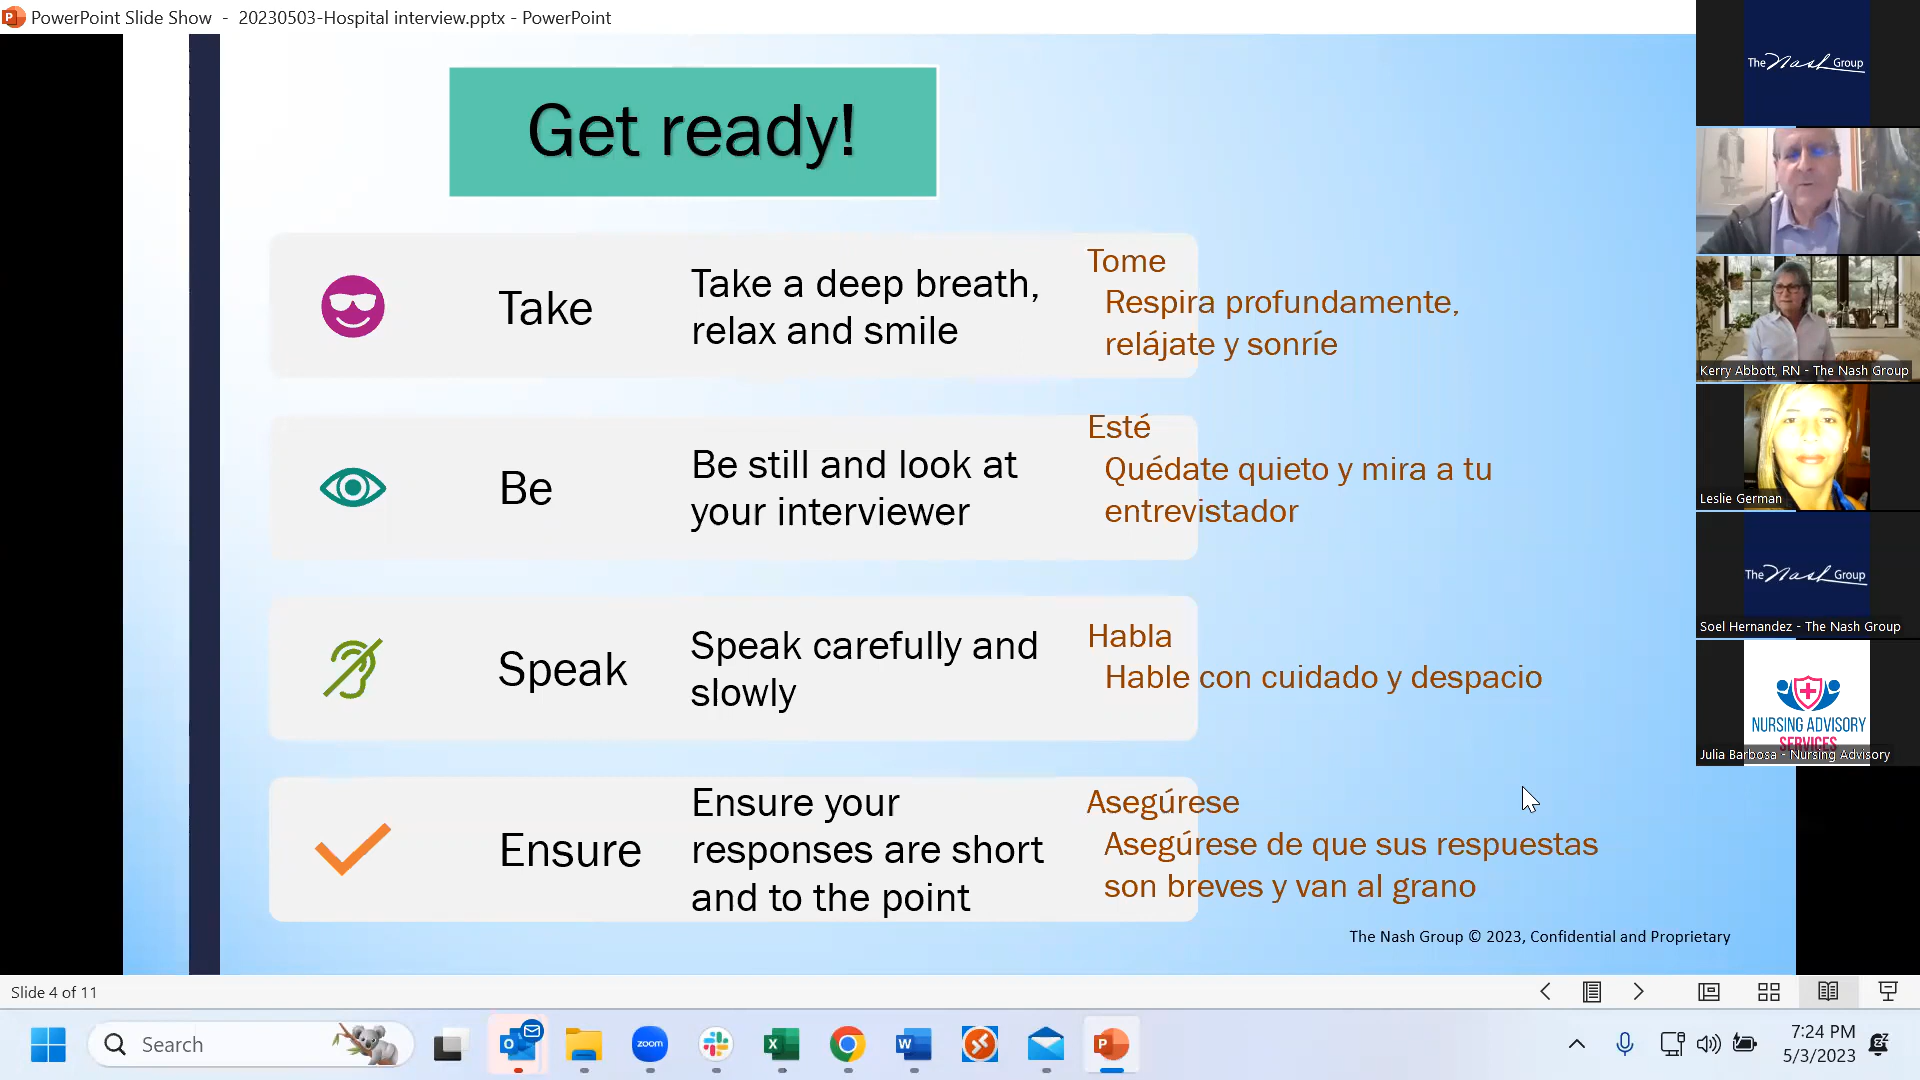 PowerPoint Slide Show - 20230503-Hospital interview.pptx - PowerPoint
Get ready!
Take
Take a deep breath,
relax and smile
Tome
Respira profundamente,
relájate y sonríe
Be
Be still and look at
your interviewer
Esté
Quédate quieto y mira a tu
entrevistador
Speak
Speak carefully and
slowly
Habla
Hable con cuidado y despacio
Ensure
Ensure your
responses are short
and to the point
Asegúrese
Asegúrese de que sus respuestas
son breves y van al grano
The Nash Group © 2023, Confidential and Proprietary
The Nash Group
Kerry Abbott, RN - The Nash Group
Leslie German
The Nash Group
Soel Hernandez - The Nash Group
NURSING ADVISORY
SERVICES
Julia Barbosa - Nursing Advisory
Slide 4 of 11
Search
zoom
7:24 PM
5/3/2023